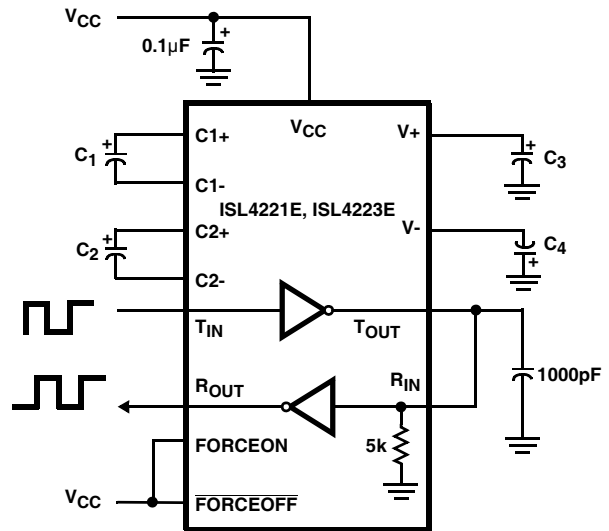 VCC
+
0.1µF
VCC
C1+
V+
+
C1
+
C3
C1-
ISL4221E, ISL4223E
C2+
V-
+
C2
C4
+
C2-
TIN
TOUT
1000pF
ROUT
RIN
5k
FORCEON
VCC
FORCEOFF